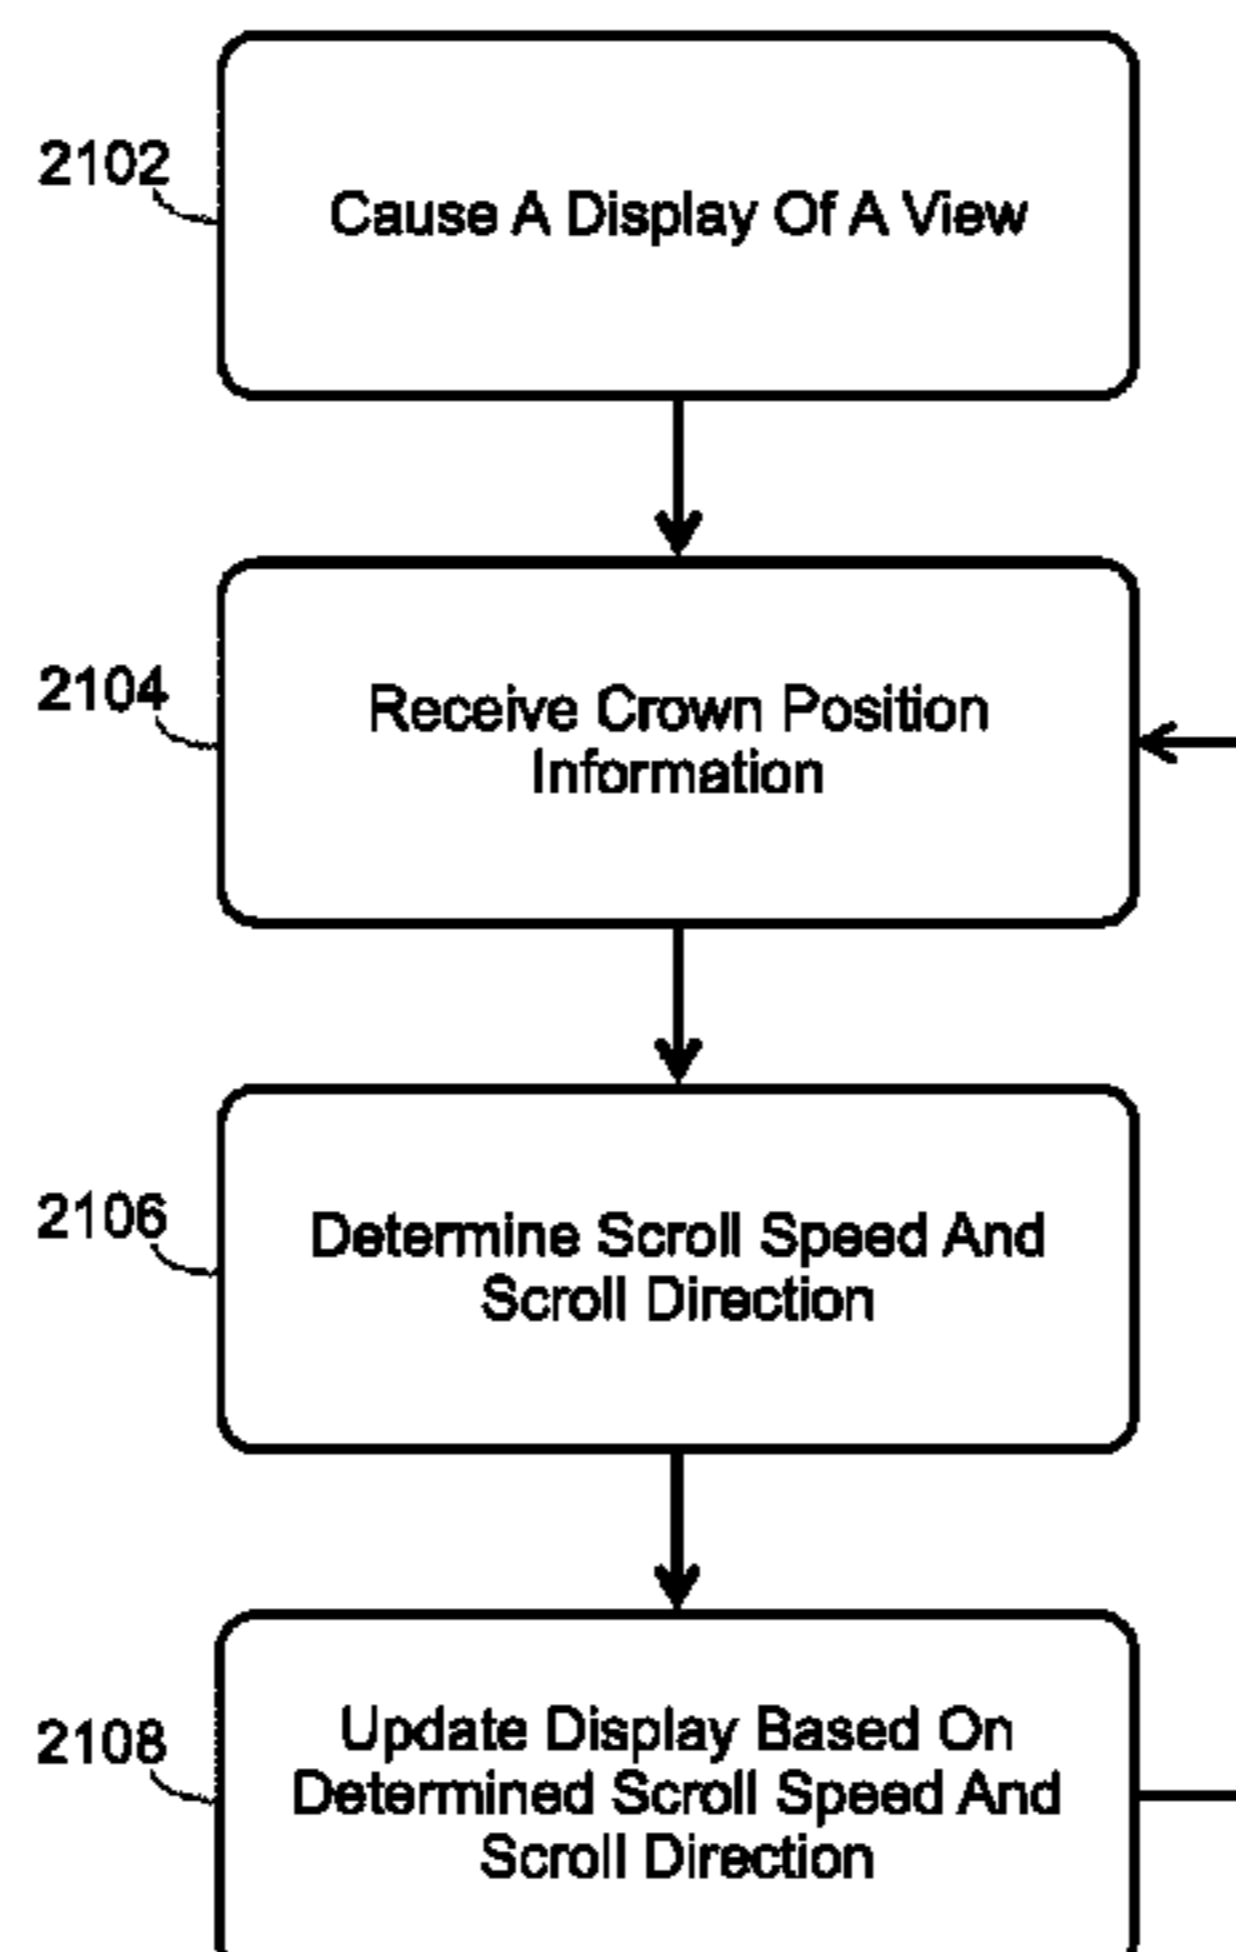 2102
Cause A Display Of A View
2104
Receive Crown Position
Information
2106
Determine Scroll Speed And
Scroll Direction
2108
Update Display Based On
Determined Scroll Speed And
Scroll Direction